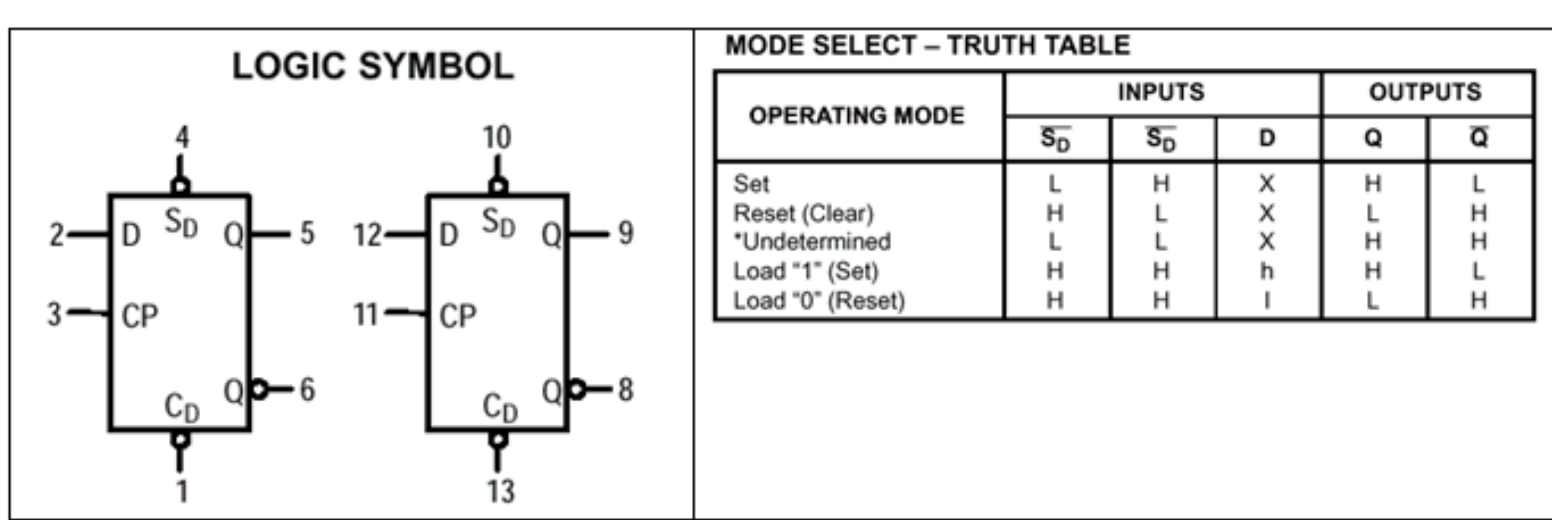 LOGIC SYMBOL
4
2 D S_D Q 5
3 CP
C_D Q 6
1
10
12 D S_D Q 9
11 CP
C_D Q 8
13
MODE SELECT – TRUTH TABLE
OPERATING MODE INPUTS OUTPUTS
S̅_D̅ S̅_D̅ D Q Q̅
Set L H X H L
Reset (Clear) H L X L H
*Undetermined L L X H H
Load “1” (Set) H H h H L
Load “0” (Reset) H H l L H